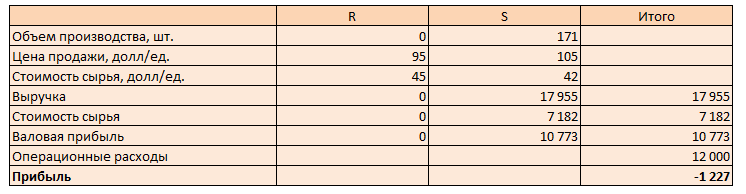 R S Итого
Объем производства, шт. 0 171
Цена продажи, долл/ед. 95 105
Стоимость сырья, долл/ед. 45 42
Выручка 0 17 955 17 955
Стоимость сырья 0 7 182 7 182
Валовая прибыль 0 10 773 10 773
Операционные расходы 12 000
Прибыль -1 227